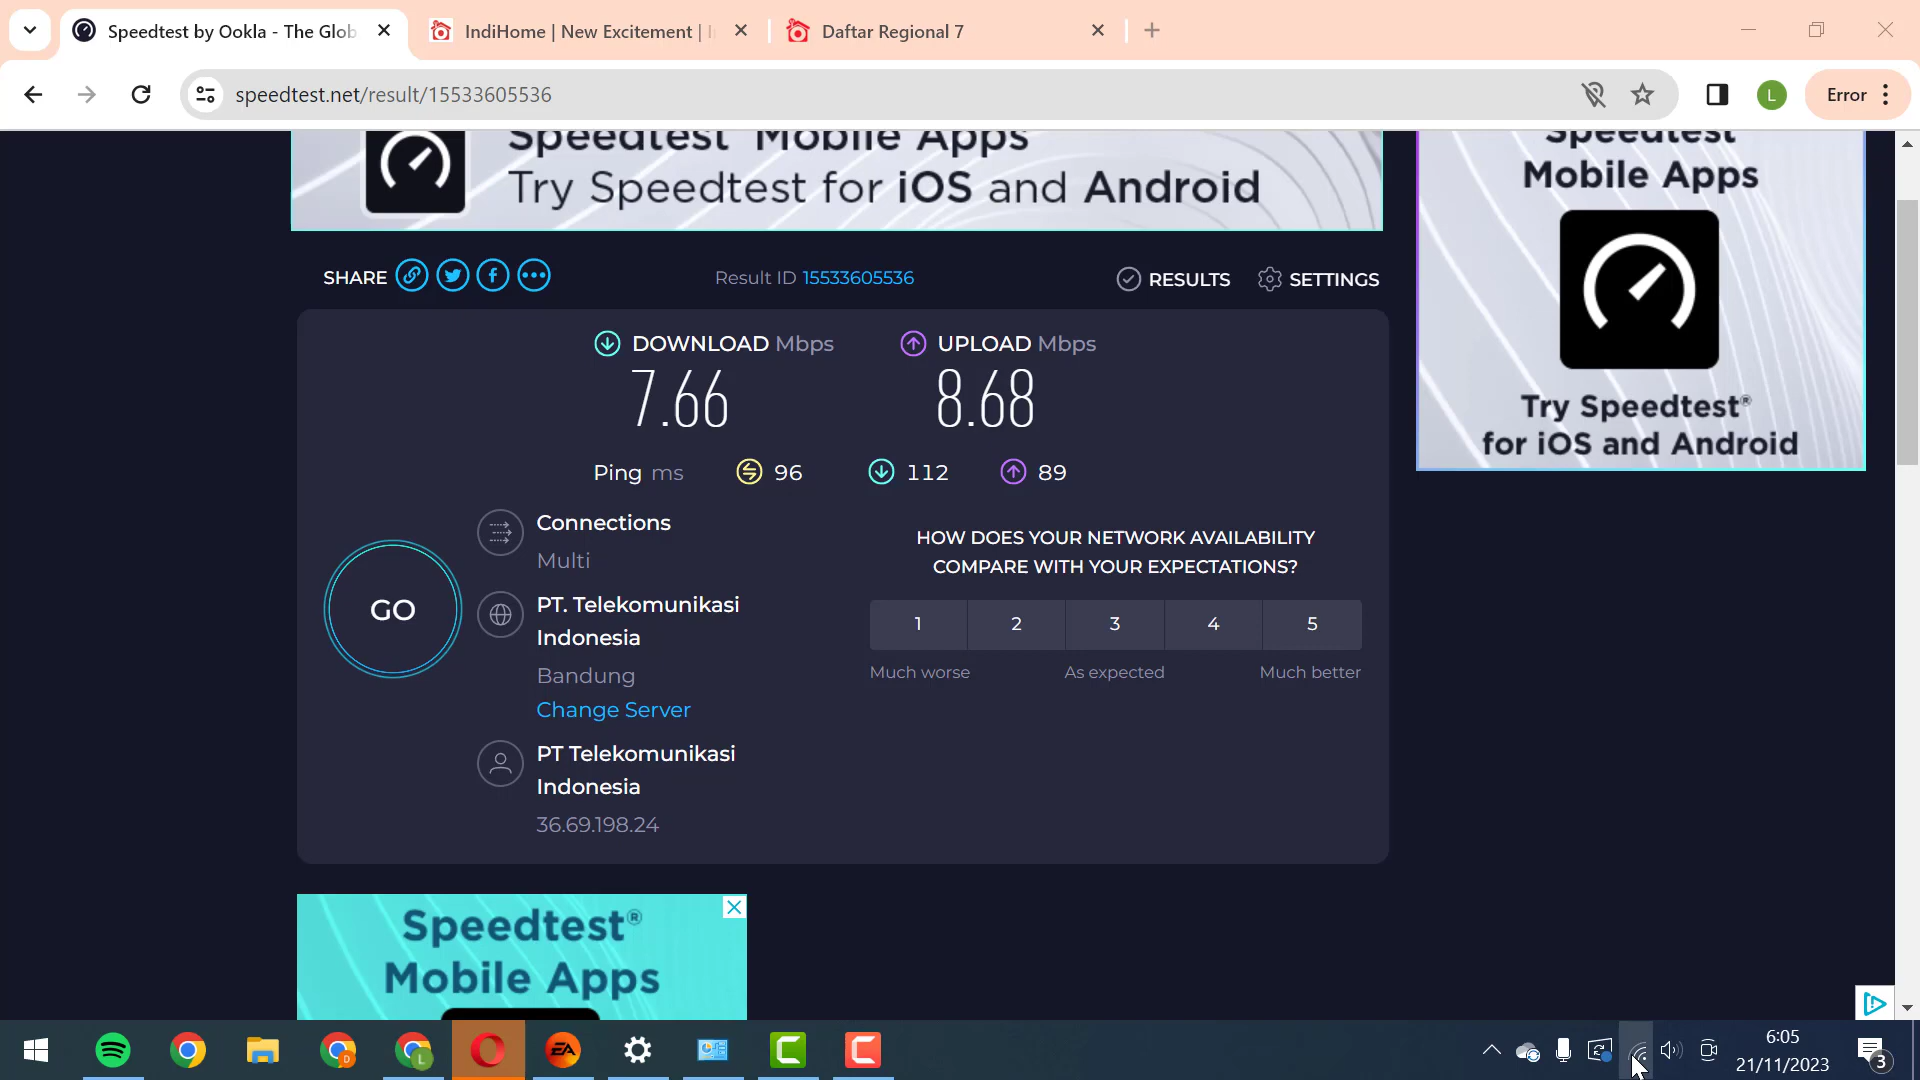 Speedtest by Ookla - The Glob
IndiHome | New Excitement | I
Daftar Regional 7
speedtest.net/result/15533605536
L
Error
Speedtest Mobile Apps
Try Speedtest for iOS and Android
Speedtest
Mobile Apps
Try Speedtest®
for iOS and Android
SHARE
Result ID 15533605536
RESULTS
SETTINGS
DOWNLOAD Mbps
7.66
UPLOAD Mbps
8.68
Ping ms
96
112
89
GO
Connections
Multi
PT. Telekomunikasi
Indonesia
Bandung
Change Server
PT Telekomunikasi
Indonesia
36.69.198.24
HOW DOES YOUR NETWORK AVAILABILITY
COMPARE WITH YOUR EXPECTATIONS?
1 2 3 4 5
Much worse As expected Much better
Speedtest®
Mobile Apps
D
L
EA
C
C
6:05
21/11/2023
3